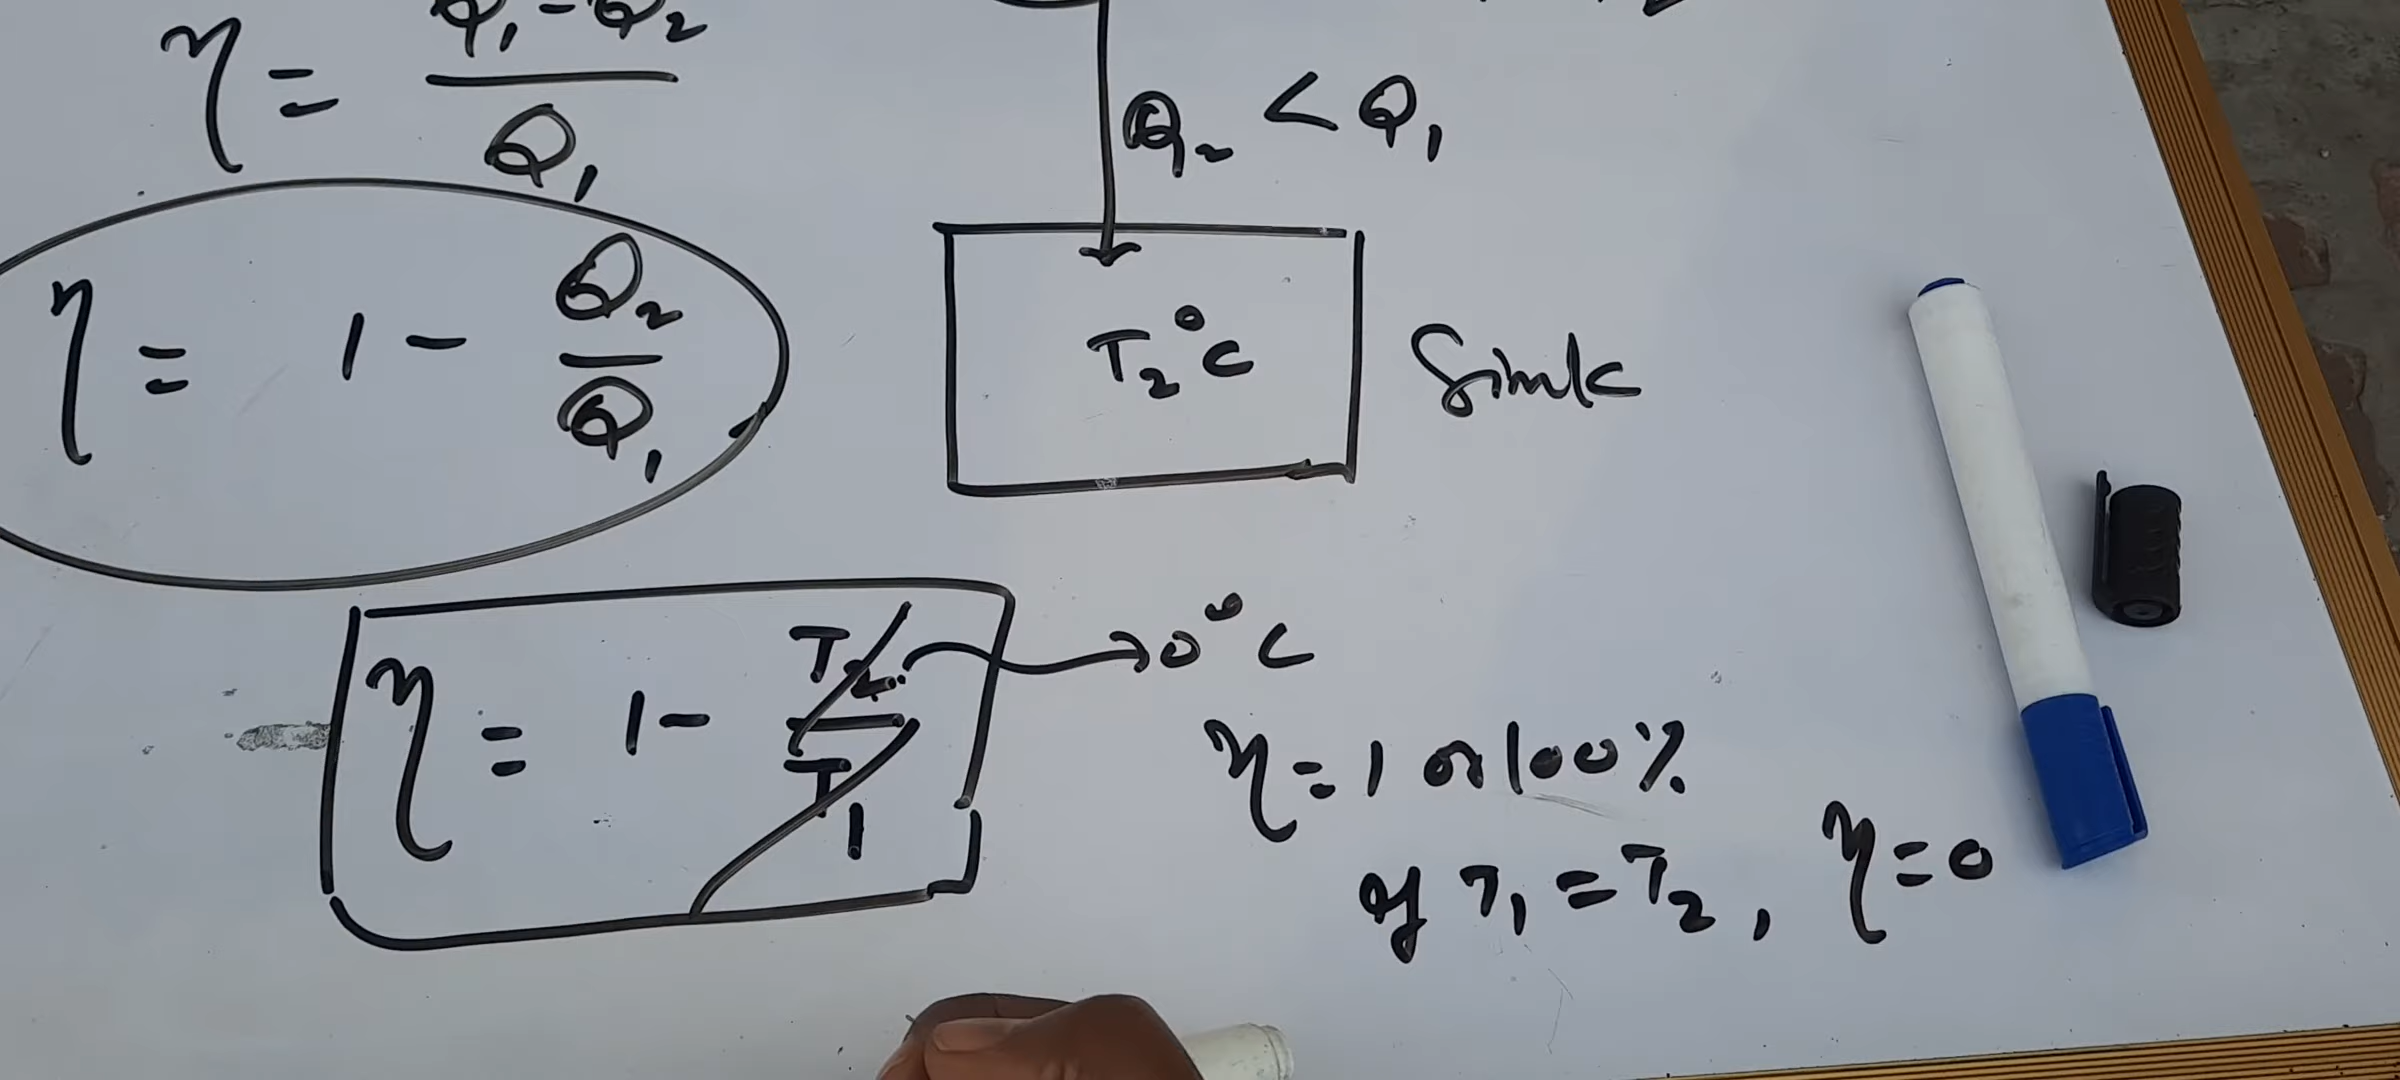 η = Q₁ - Q₂ / Q₁
Q₂ < Q₁
η = 1 - Q₂ / Q₁
T₂°C
Sink
η = 1 - T₂ / T₁
0°C
η = 1 or 100%
if T₁ = T₂, η = 0